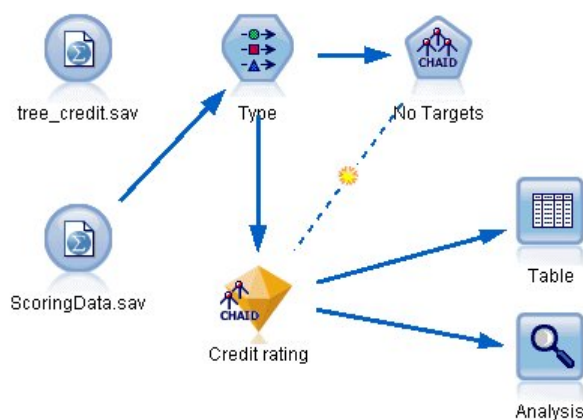 CHAID
tree_credit.sav
Type
No Targets
ScoringData.sav
CHAID
Credit rating
Table
Analysis